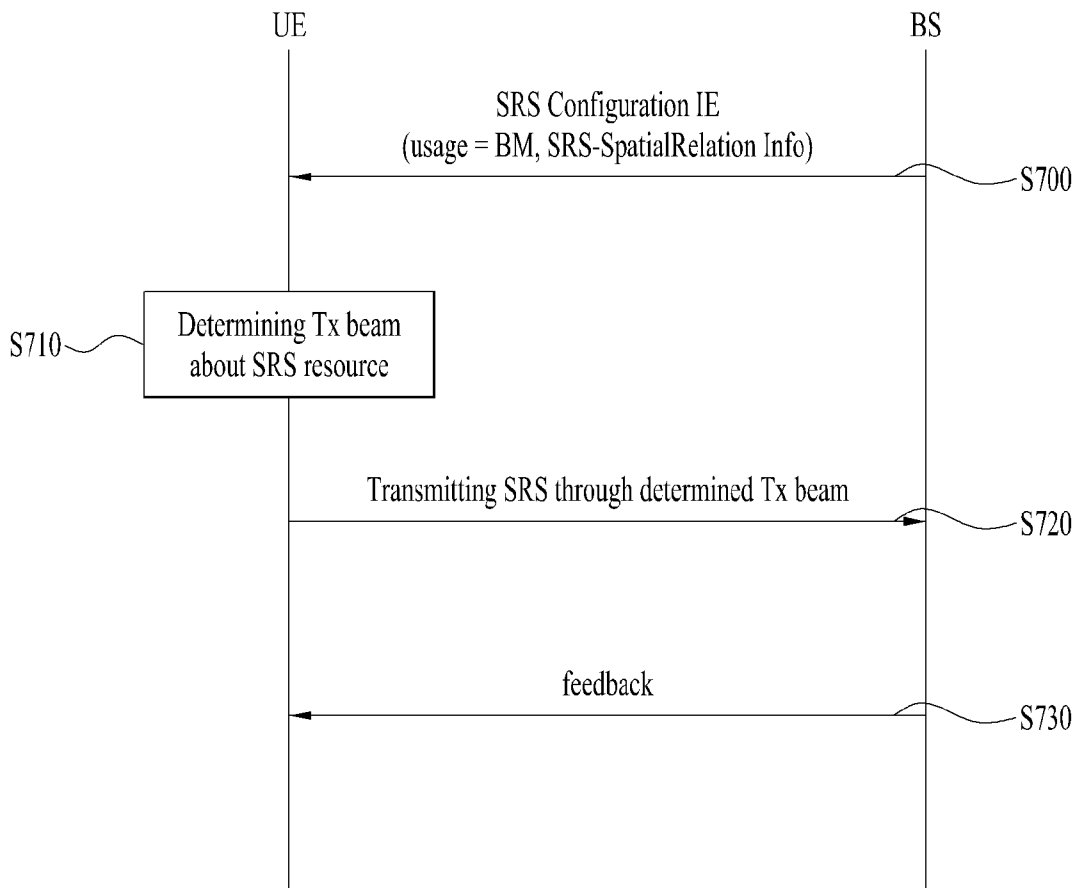 UE
BS
SRS Configuration IE
(usage = BM, SRS-SpatialRelation Info)
S700
Determining Tx beam
about SRS resource
S710
Transmitting SRS through determined Tx beam
S720
feedback
S730